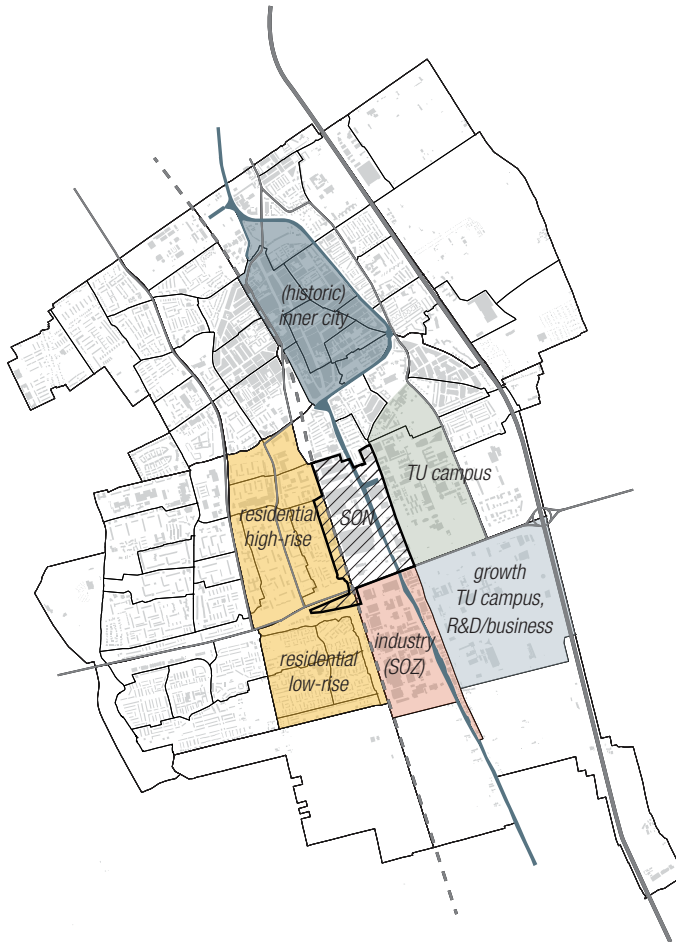 (historic)
inner city
TU campus
residential
high-rise
SON
growth
TU campus,
R&D/business
industry
(SOZ)
residential
low-rise